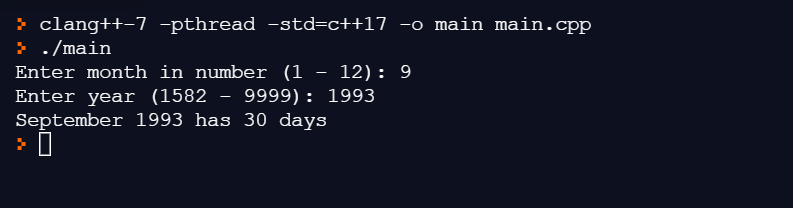 > clang++-7 -pthread -std=c++17 -o main main.cpp
> ./main
Enter month in number (1 - 12): 9
Enter year (1582 - 9999): 1993
September 1993 has 30 days
>